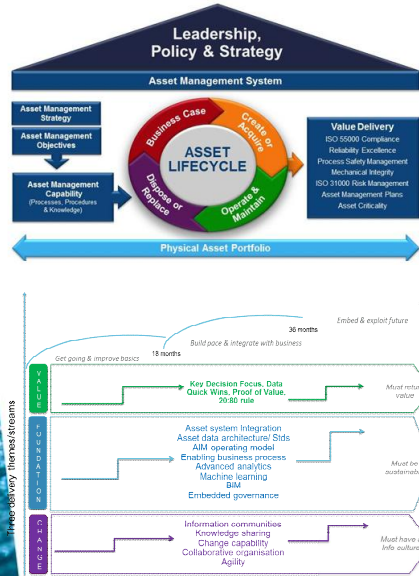 Leadership,
Policy & Strategy
Asset Management System
Asset Management
Strategy
Asset Management
Objectives
Asset Management
Capability
(Processes, Procedures
& Knowledge)
Business Case
Create or
Acquire
ASSET
LIFECYCLE
Dispose or
Replace
Operate &
Maintain
Value Delivery
ISO 55000 Compliance
Reliability Excellence
Process Safety Management
Mechanical Integrity
ISO 31000 Risk Management
Asset Management Plans
Asset Criticality
Physical Asset Portfolio
Embed & exploit future
36 months
Build pace & integrate with business
18 months
Get going & improve basics
Three delivery themes/streams
VALUE
Key Decision Focus, Data
Quick Wins, Proof of Value,
20:80 rule
Must retu
value
FOUNDATION
Asset system Integration
Asset data architecture/ Stds
AIM operating model
Enabling business process
Advanced analytics
Machine learning
BIM
Embedded governance
Must be
sustainab
CHANGE
Information communities
Knowledge sharing
Change capability
Collaborative organisation
Agility
Must have
Info cultur